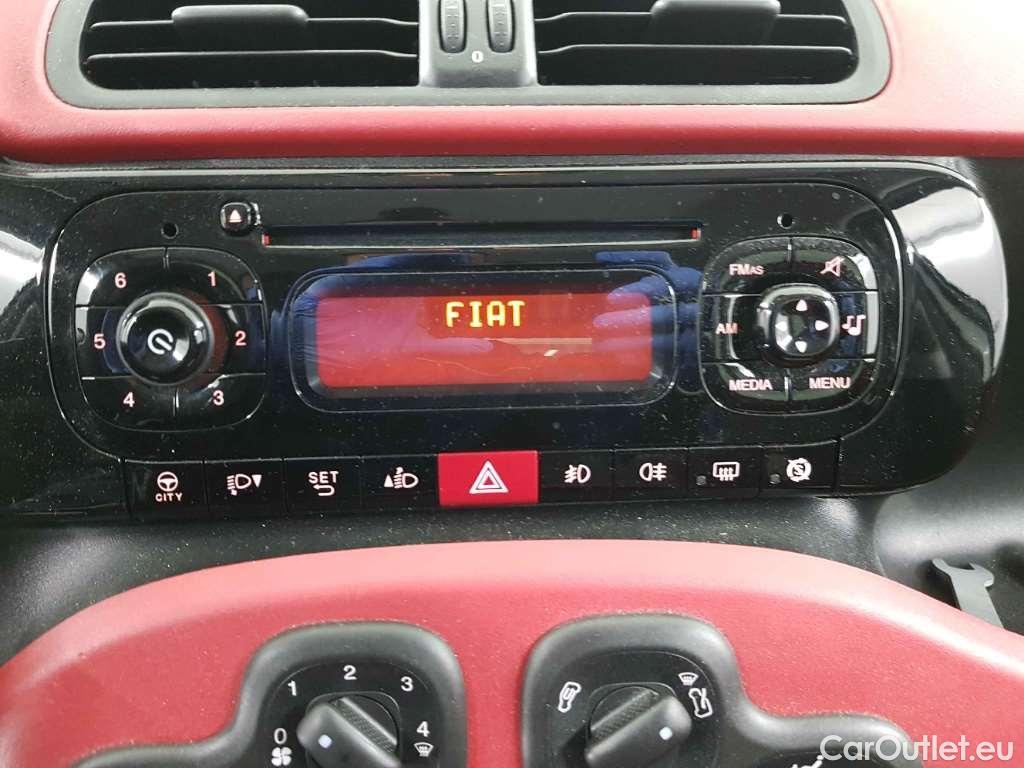 0
FIAT
6 1
5 2
4 3
FMAS
AM
MEDIA MENU
CITY SET
0 1 2 3 4
CarOutlet.eu